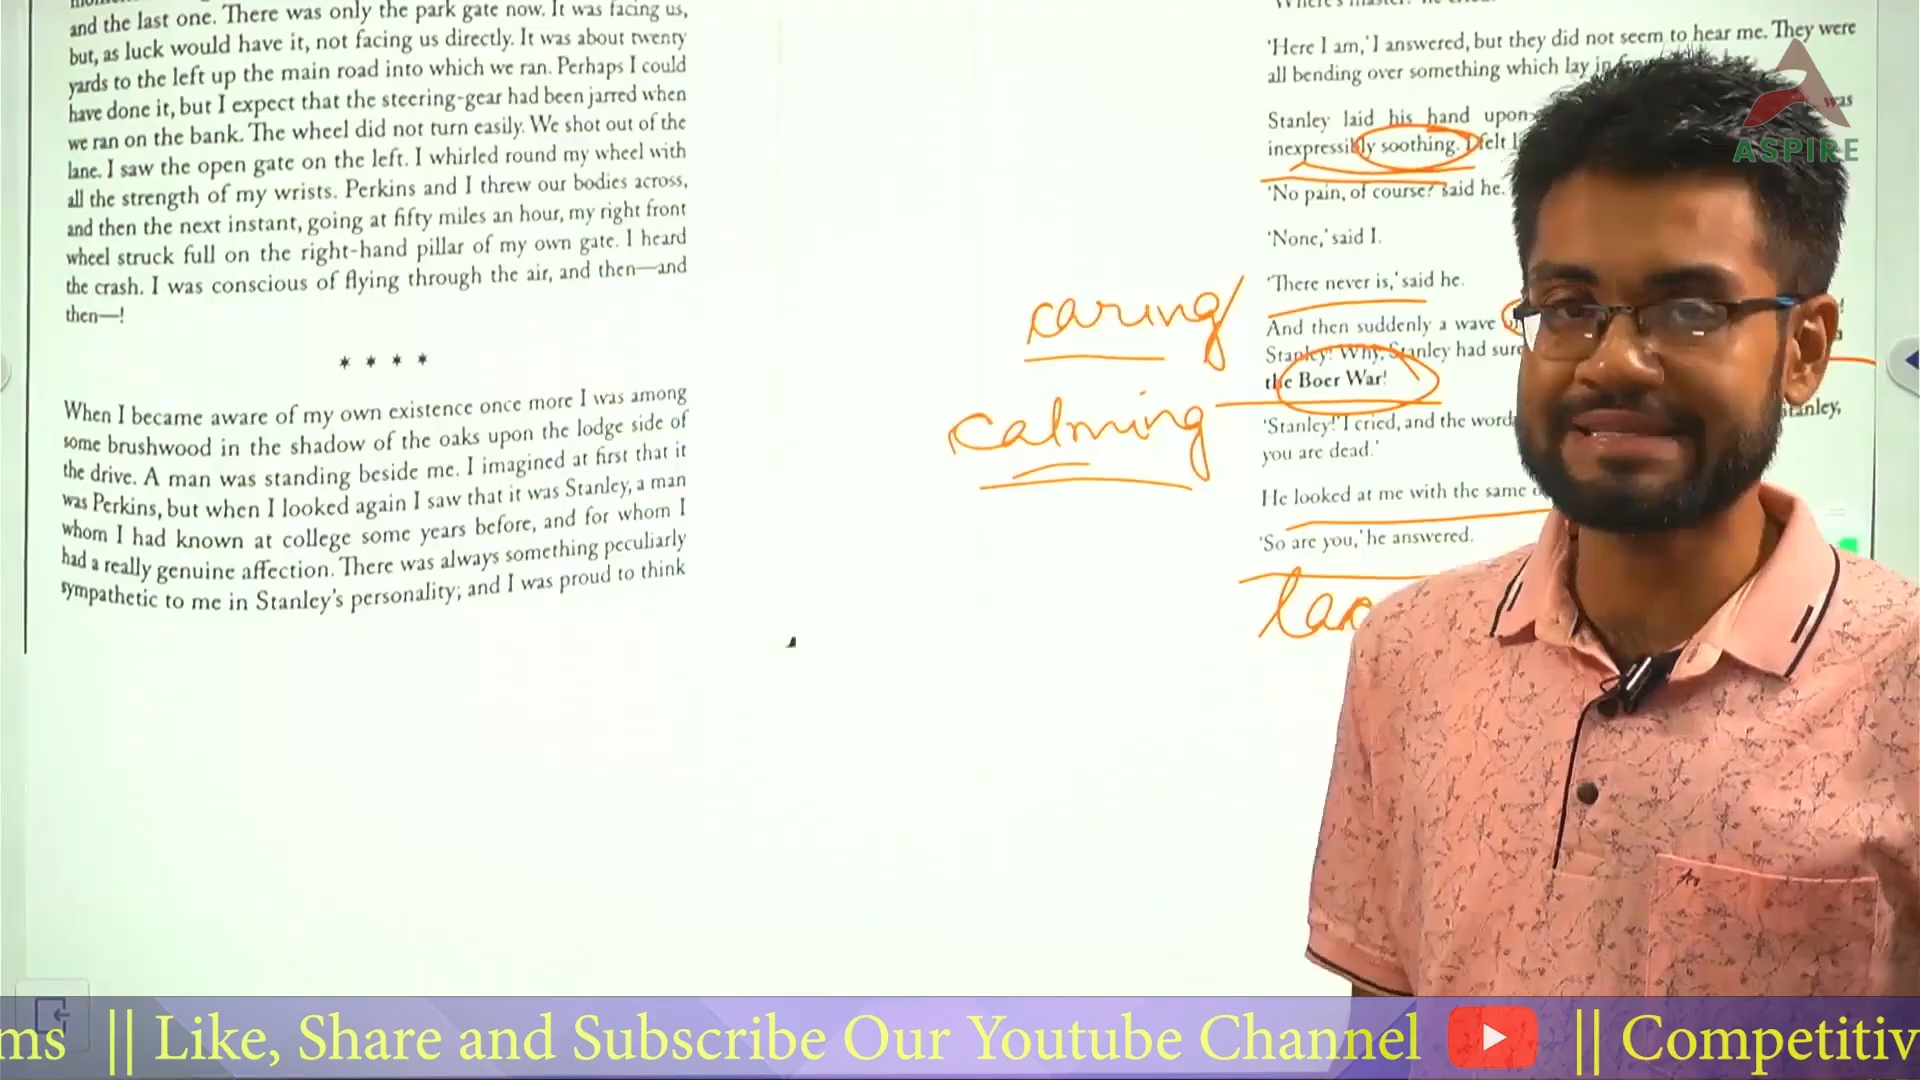 and the last one. There was only the park gate now. It was facing us,
but, as luck would have it, not facing us directly. It was about twenty
yards to the left up the main road into which we ran. Perhaps I could
have done it, but I expect that the steering-gear had been jarred when
we ran on the bank. The wheel did not turn easily. We shot out of the
lane. I saw the open gate on the left. I whirled round my wheel with
all the strength of my wrists. Perkins and I threw our bodies across,
and then the next instant, going at fifty miles an hour, my right front
wheel struck full on the right-hand pillar of my own gate. I heard
the crash. I was conscious of flying through the air, and then—and
then—!
* * * *
When I became aware of my own existence once more I was among
some brushwood in the shadow of the oaks upon the lodge side of
the drive. A man was standing beside me. I imagined at first that it
was Perkins, but when I looked again I saw that it was Stanley, a man
whom I had known at college some years before, and for whom I
had a really genuine affection. There was always something peculiarly
sympathetic to me in Stanley's personality; and I was proud to think
caring
calming
'Here I am,' I answered, but they did not seem to hear me. They were
all bending over something which lay in
Stanley laid his hand upon was
inexpressibly soothing. I felt
'No pain, of course?' said he.
'None,' said I.
'There never is,' said he.
And then suddenly a wave
Stanley! Why, Stanley had sure
the Boer War!
'Stanley!' I cried, and the word
you are dead.'
He looked at me with the same
'So are you,' he answered.
ASPIRE
|| Like, Share and Subscribe Our Youtube Channel || Competitiv